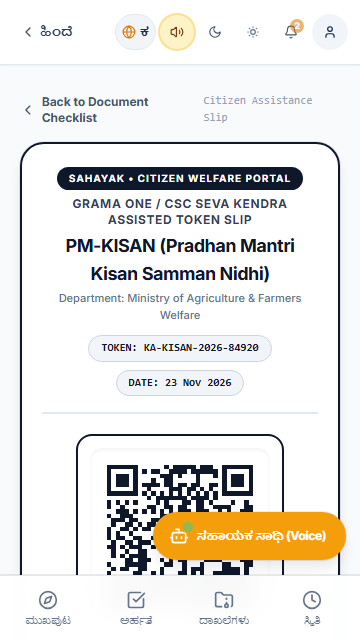 ಹಿಂದೆ
ಕ
2
Back to Document
Checklist
Citizen Assistance
Slip
SAHAYAK • CITIZEN WELFARE PORTAL
GRAMA ONE / CSC SEVA KENDRA
ASSISTED TOKEN SLIP
PM-KISAN (Pradhan Mantri
Kisan Samman Nidhi)
Department: Ministry of Agriculture & Farmers
Welfare
TOKEN: KA-KISAN-2026-84920
DATE: 23 Nov 2026
ಸಹಾಯಕ ಸಾಥಿ (Voice)
ಮುಖಪುಟ
ಅರ್ಹತೆ
ದಾಖಲೆಗಳು
ಸ್ಥಿತಿ